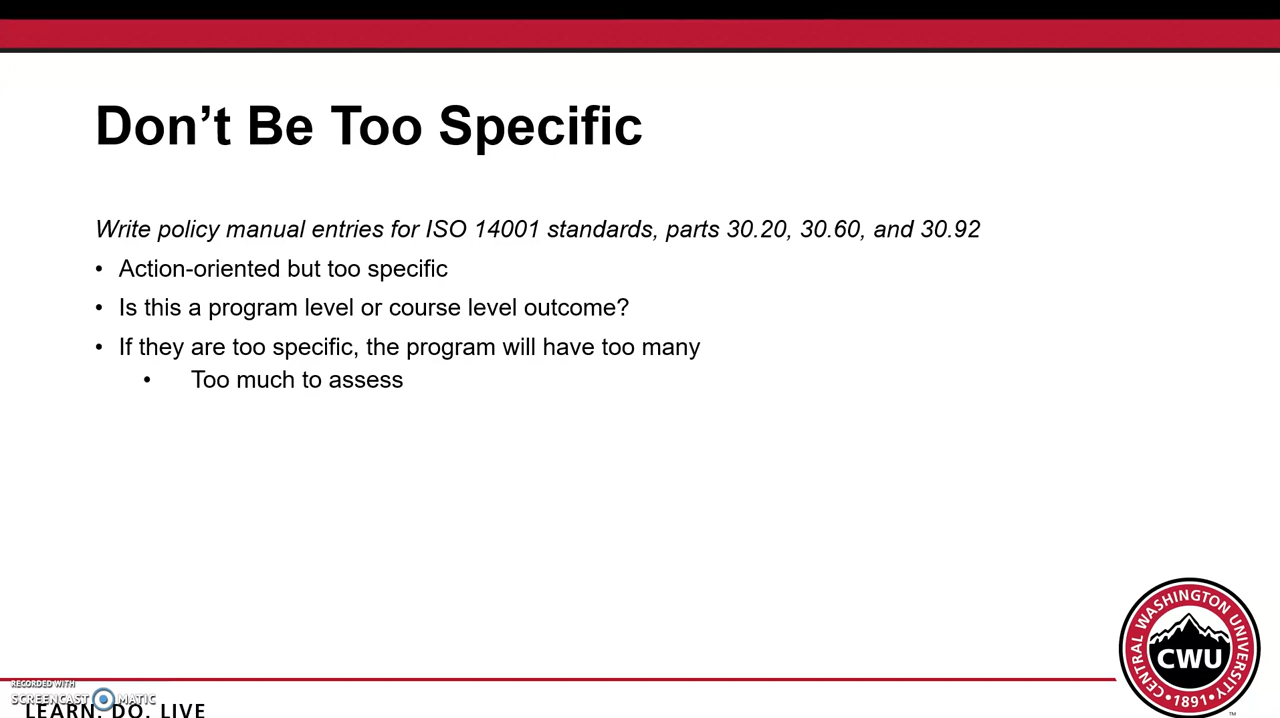 Don’t Be Too Specific
Write policy manual entries for ISO 14001 standards, parts 30.20, 30.60, and 30.92
• Action-oriented but too specific
• Is this a program level or course level outcome?
• If they are too specific, the program will have too many
• Too much to assess
CENTRAL WASHINGTON UNIVERSITY
CWU
• 1891 •
TM
RECORDED WITH
SCREENCAST MATIC
LEARN. DO. LIVE